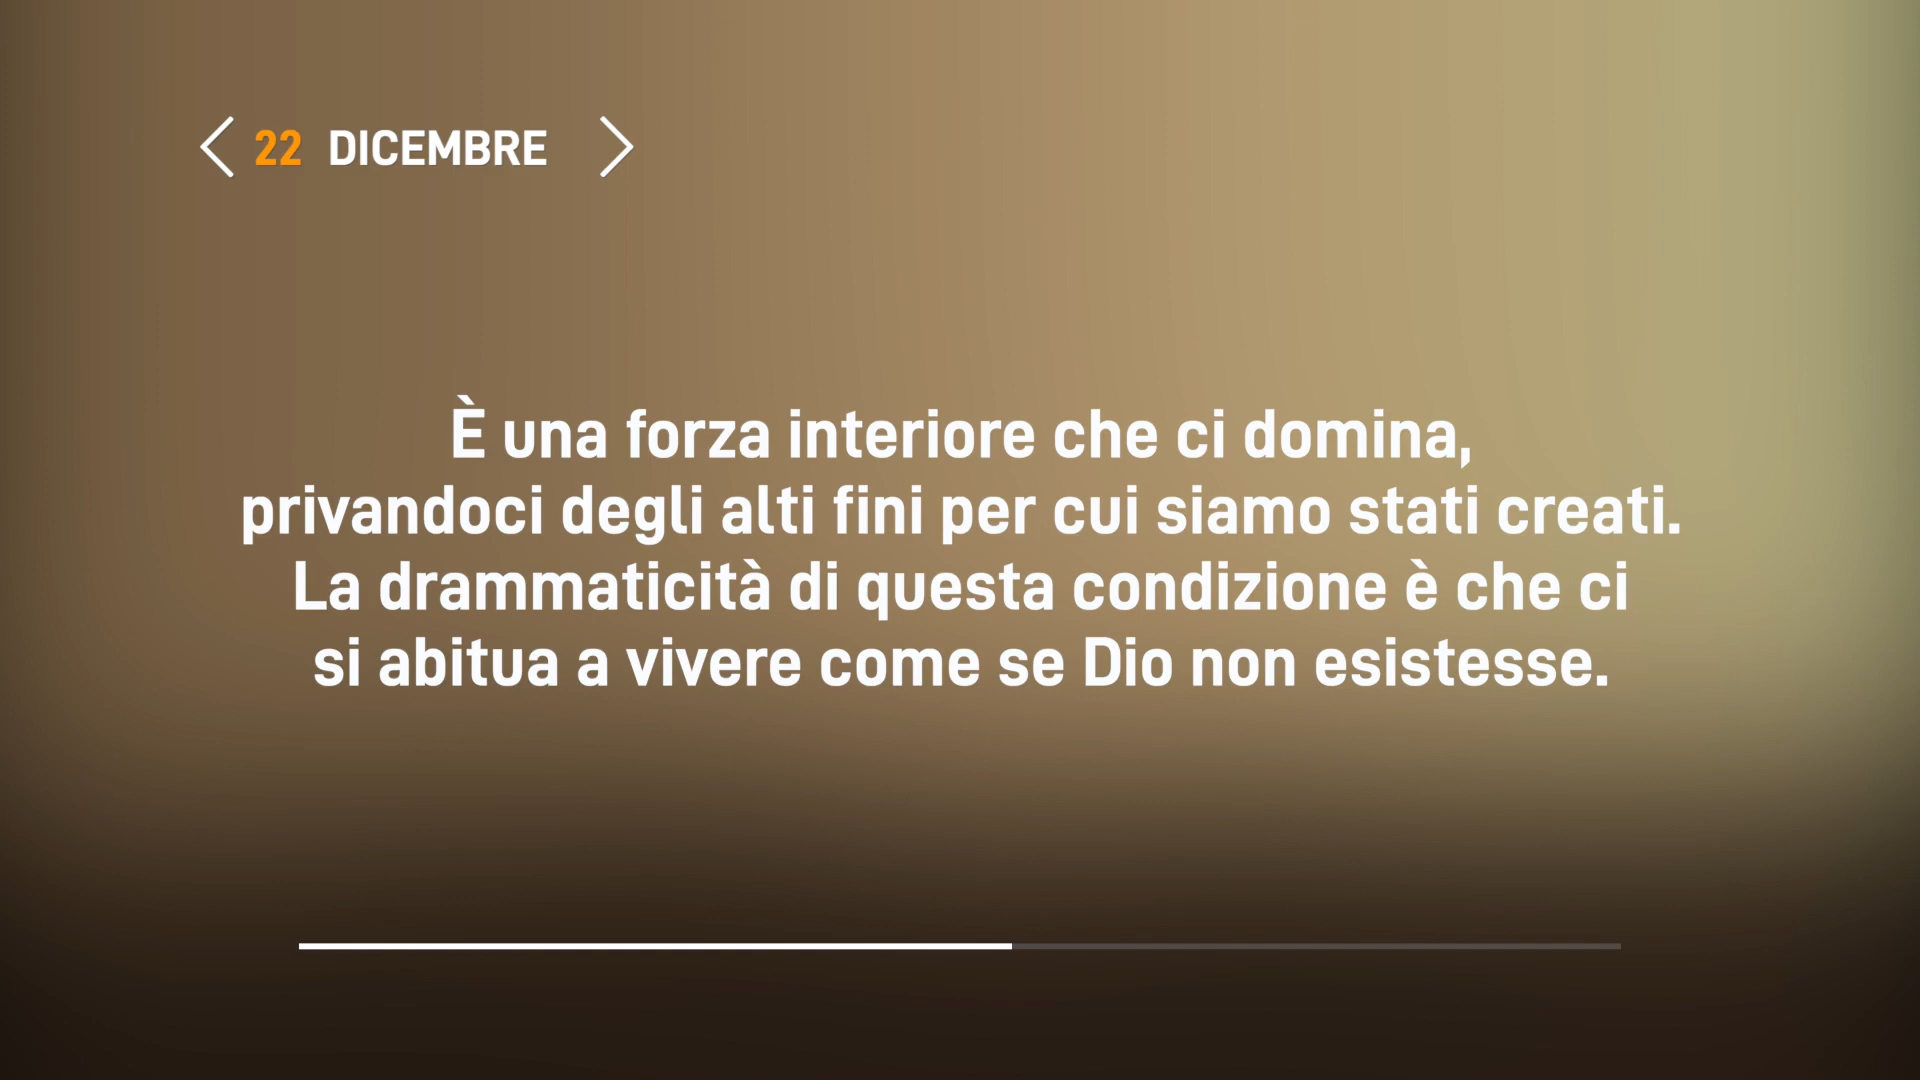 22 DICEMBRE
È una forza interiore che ci domina,
privandoci degli alti fini per cui siamo stati creati.
La drammaticità di questa condizione è che ci
si abitua a vivere come se Dio non esistesse.